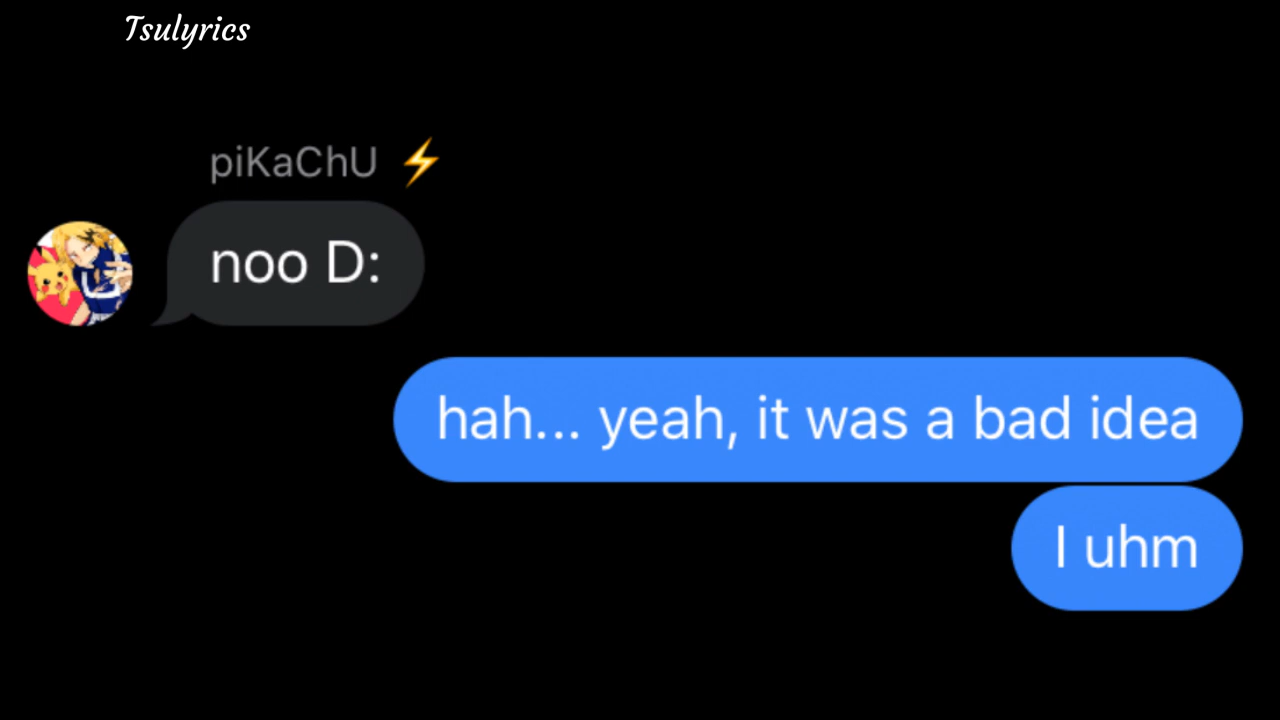 Tsulyrics
piKaChU ⚡
noo D:
hah... yeah, it was a bad idea
I uhm